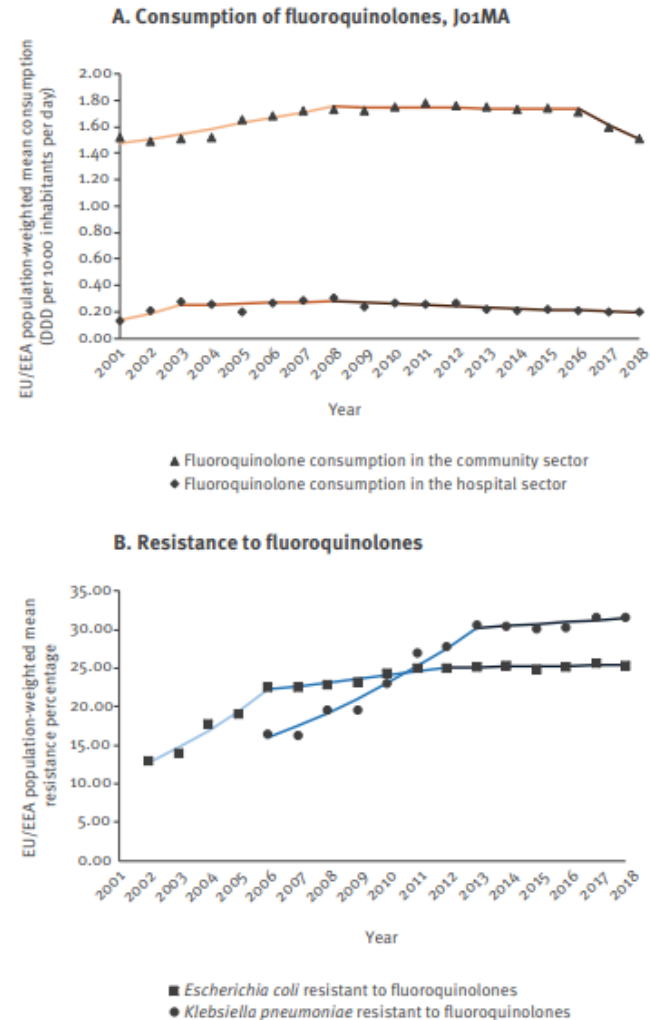 A. Consumption of fluoroquinolones, J01MA
EU/EEA population-weighted mean consumption
(DDD per 1000 inhabitants per day)
2.00
1.80
1.60
1.40
1.20
1.00
0.80
0.60
0.40
0.20
0.00
2001 2002 2003 2004 2005 2006 2007 2008 2009 2010 2011 2012 2013 2014 2015 2016 2017 2018
Year
▲ Fluoroquinolone consumption in the community sector
◆ Fluoroquinolone consumption in the hospital sector
B. Resistance to fluoroquinolones
EU/EEA population-weighted mean
resistance percentage
35.00
30.00
25.00
20.00
15.00
10.00
5.00
0.00
2001 2002 2003 2004 2005 2006 2007 2008 2009 2010 2011 2012 2013 2014 2015 2016 2017 2018
Year
■ Escherichia coli resistant to fluoroquinolones
● Klebsiella pneumoniae resistant to fluoroquinolones